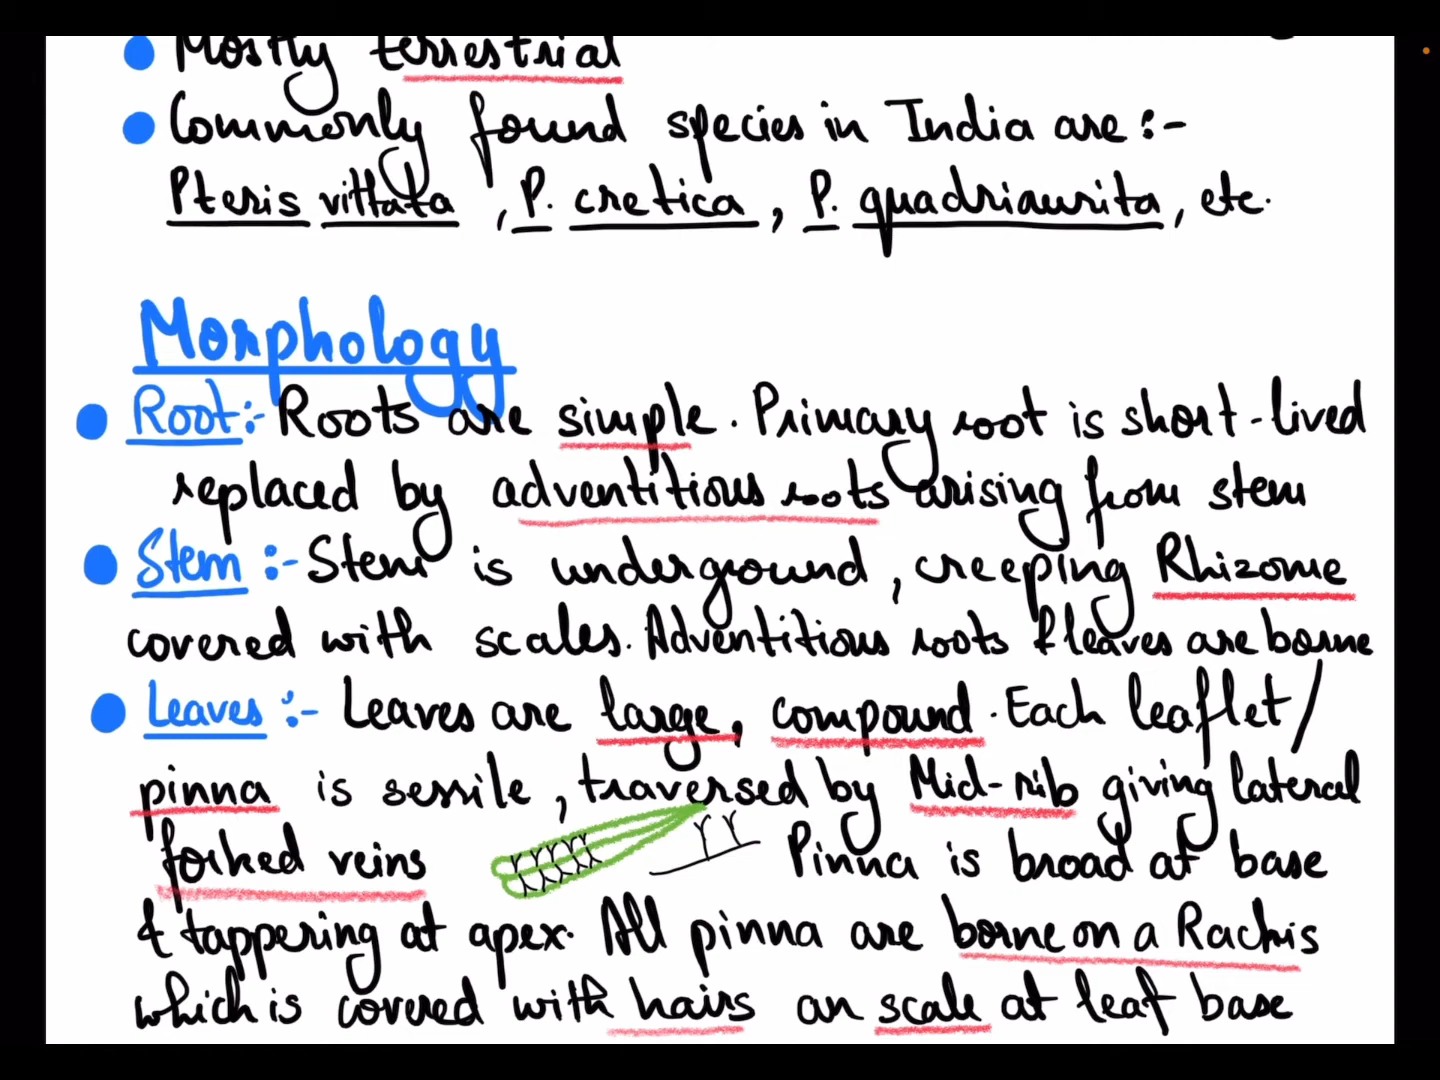 Mostly terrestrial
Commonly found species in India are :-
Pteris vittata, P. cretica, P. quadriaurita, etc.
Morphology
Root:- Roots are simple. Primary root is short-lived
replaced by adventitious roots arising from stem
Stem :- Stem is underground, creeping Rhizome
covered with scales. Adventitious roots & leaves are borne
Leaves :- Leaves are large, compound. Each leaflet/
pinna is sessile, traversed by Mid-rib giving lateral
forked veins Pinna is broad at base
& tappering at apex. All pinna are borne on a Rachis
which is covered with hairs an scale at leaf base